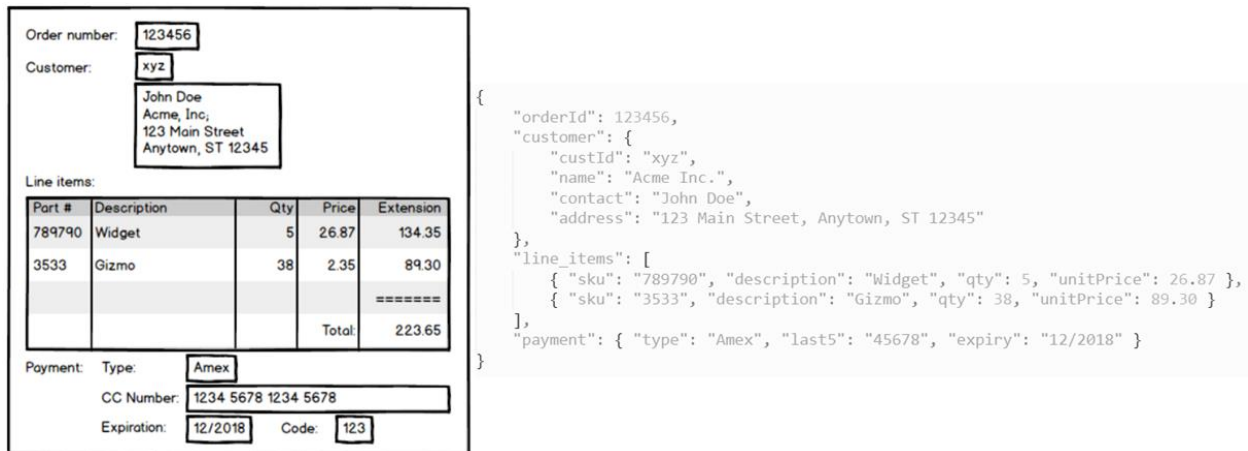 Order number: 123456
Customer: xyz
John Doe
Acme, Inc;
123 Main Street
Anytown, ST 12345
Line items:
Part # Description Qty Price Extension
789790 Widget 5 26.87 134.35
3533 Gizmo 38 2.35 89.30
=======
Total: 223.65
Payment: Type: Amex
CC Number: 1234 5678 1234 5678
Expiration: 12/2018 Code: 123
{
"orderId": 123456,
"customer": {
"custId": "xyz",
"name": "Acme Inc.",
"contact": "John Doe",
"address": "123 Main Street, Anytown, ST 12345"
},
"line_items": [
{ "sku": "789790", "description": "Widget", "qty": 5, "unitPrice": 26.87 },
{ "sku": "3533", "description": "Gizmo", "qty": 38, "unitPrice": 89.30 }
],
"payment": { "type": "Amex", "last5": "45678", "expiry": "12/2018" }
}